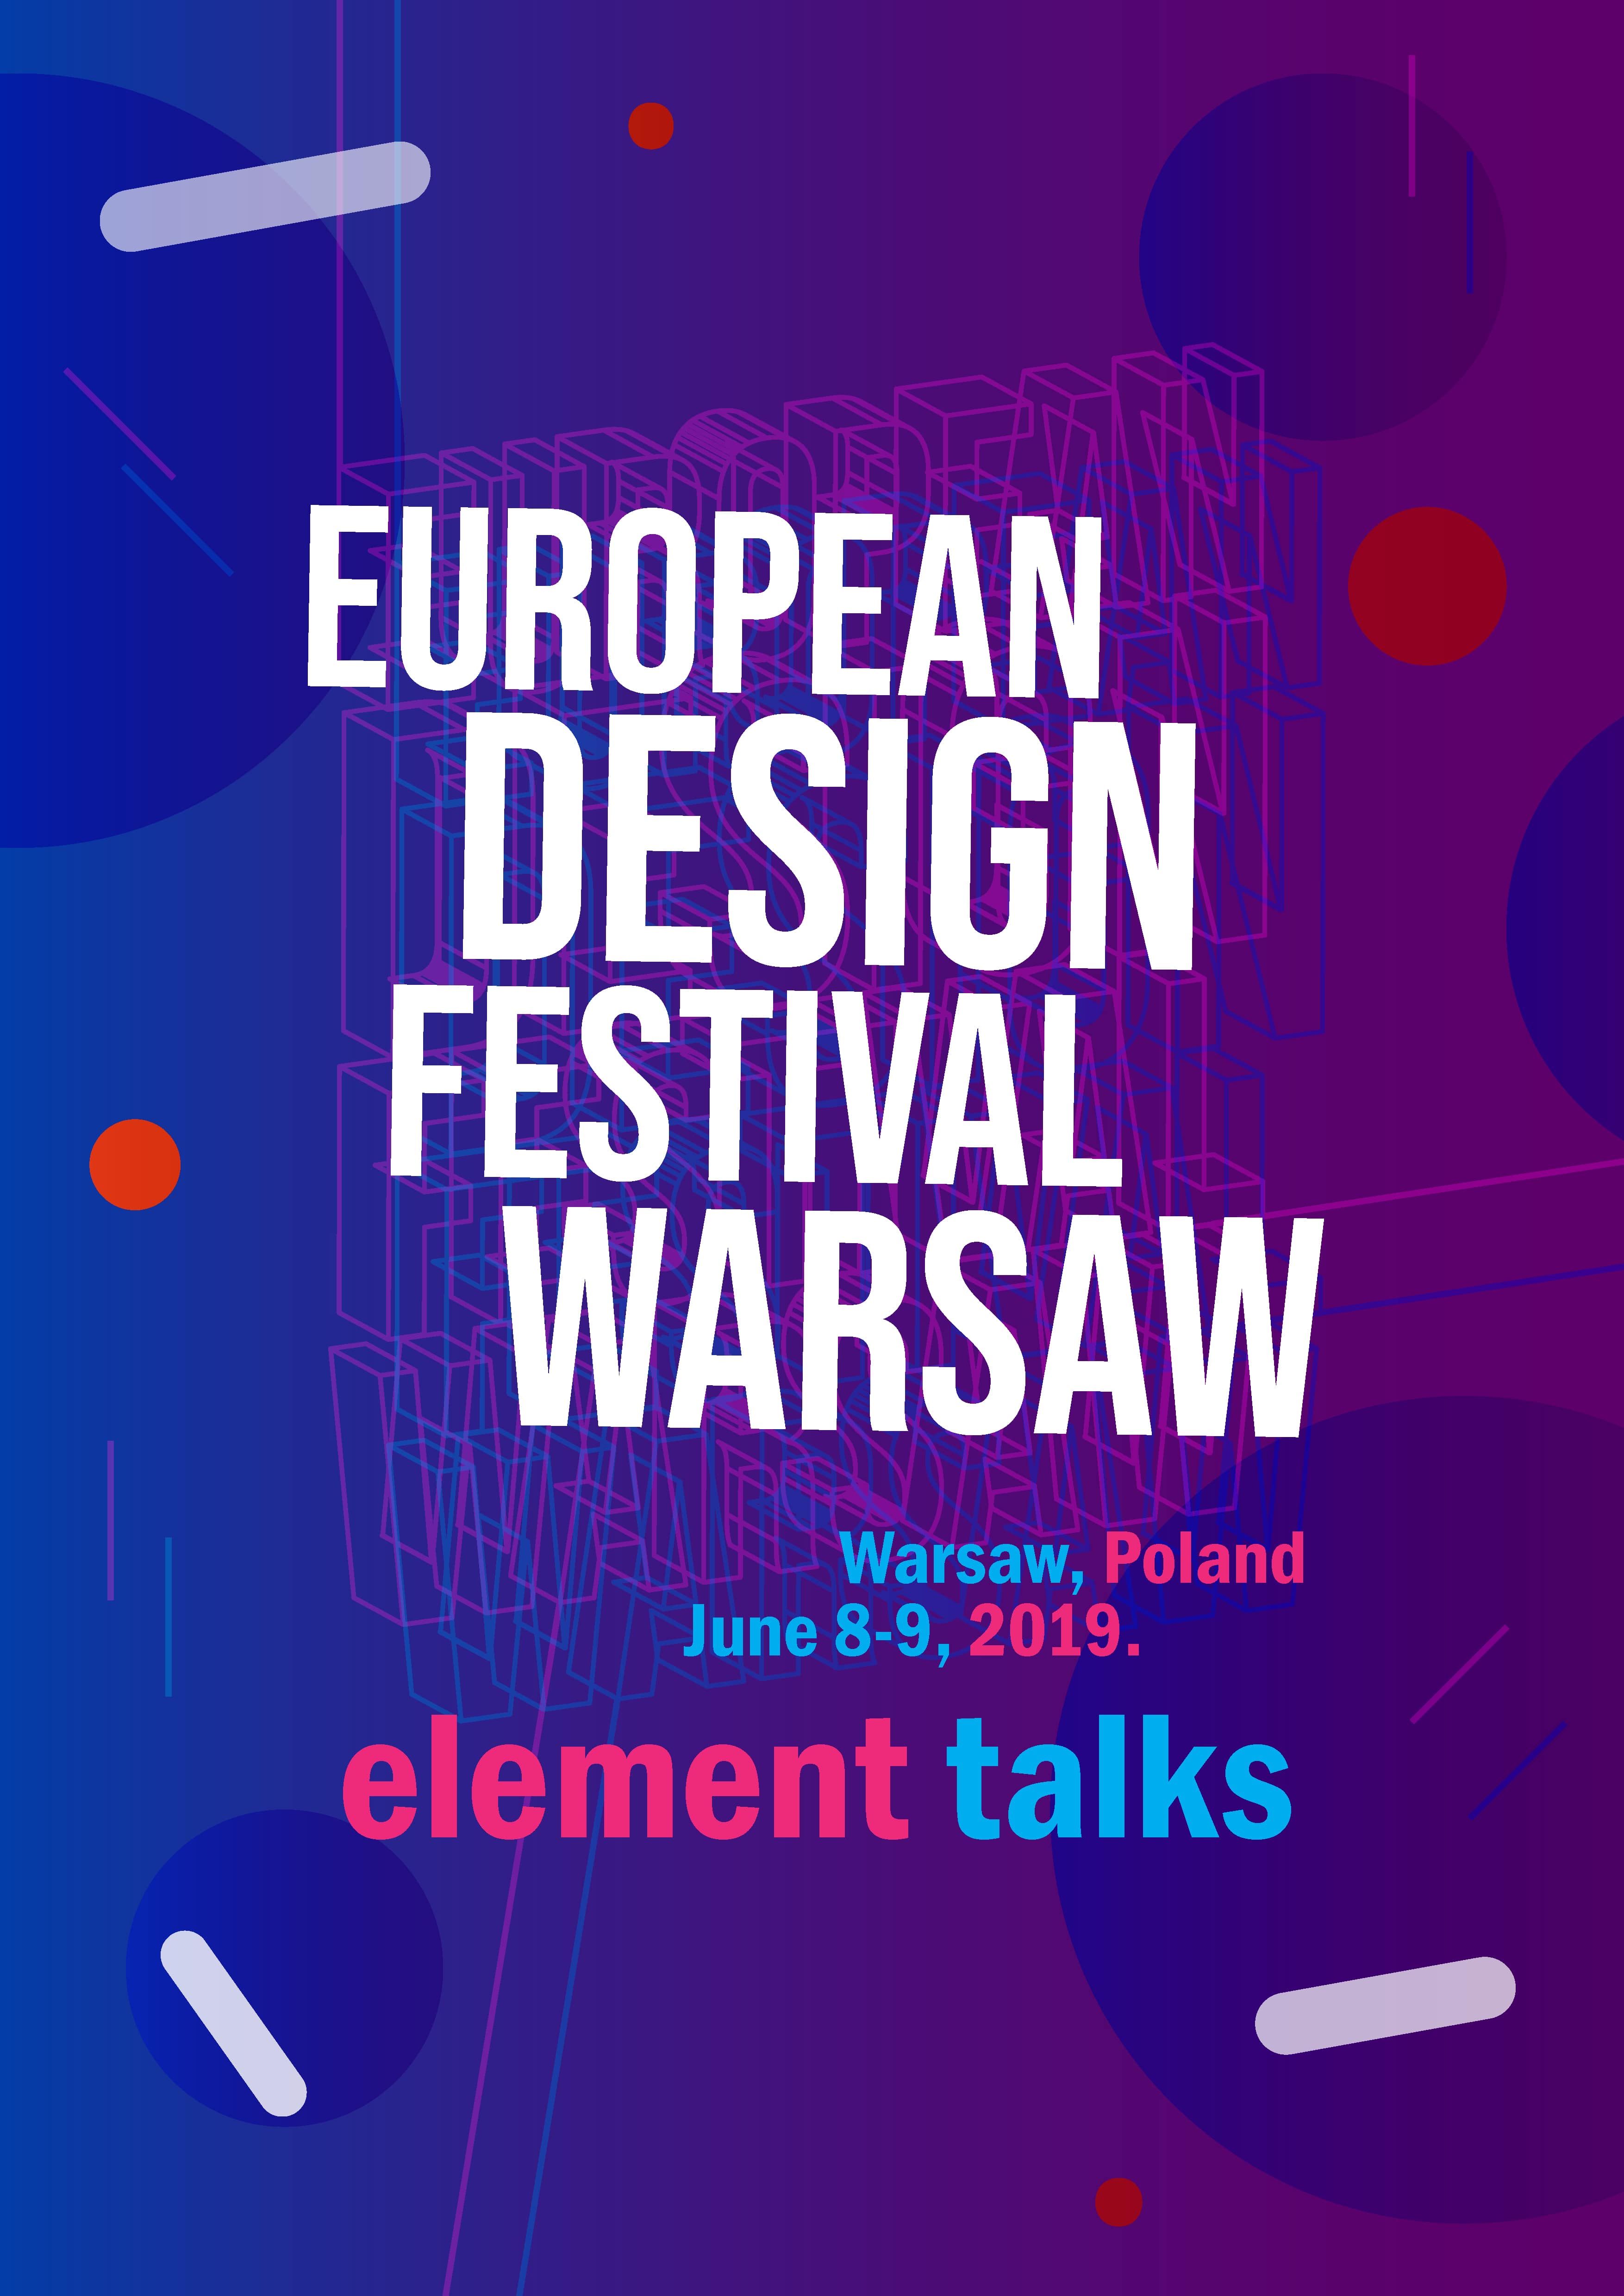 EUROPEAN
DESIGN
FESTIVAL
WARSAW
Warsaw, Poland
June 8-9, 2019.
element talks